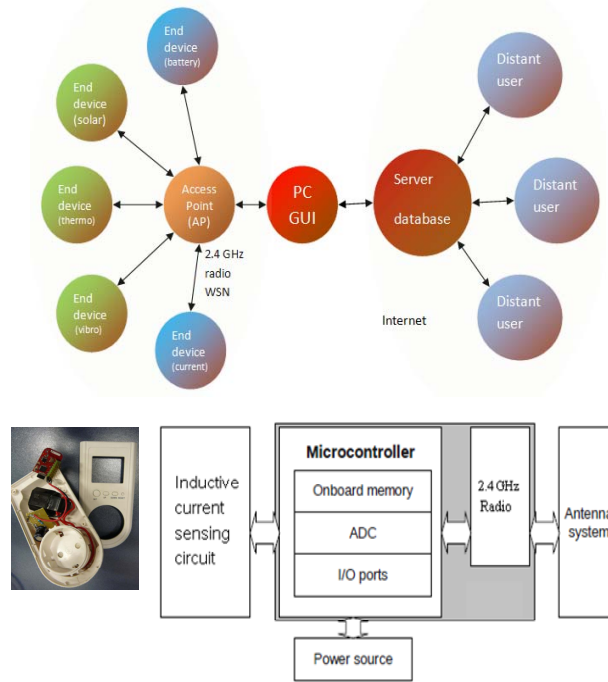 End
device
(battery)
End
device
(solar)
End
device
(thermo)
End
device
(vibro)
End
device
(current)
Access
Point
(AP)
2.4 GHz
radio
WSN
PC
GUI
Server
database
Internet
Distant
user
Distant
user
Distant
user
Inductive
current
sensing
circuit
Microcontroller
Onboard memory
ADC
I/O ports
2.4 GHz
Radio
Antenna
system
Power source